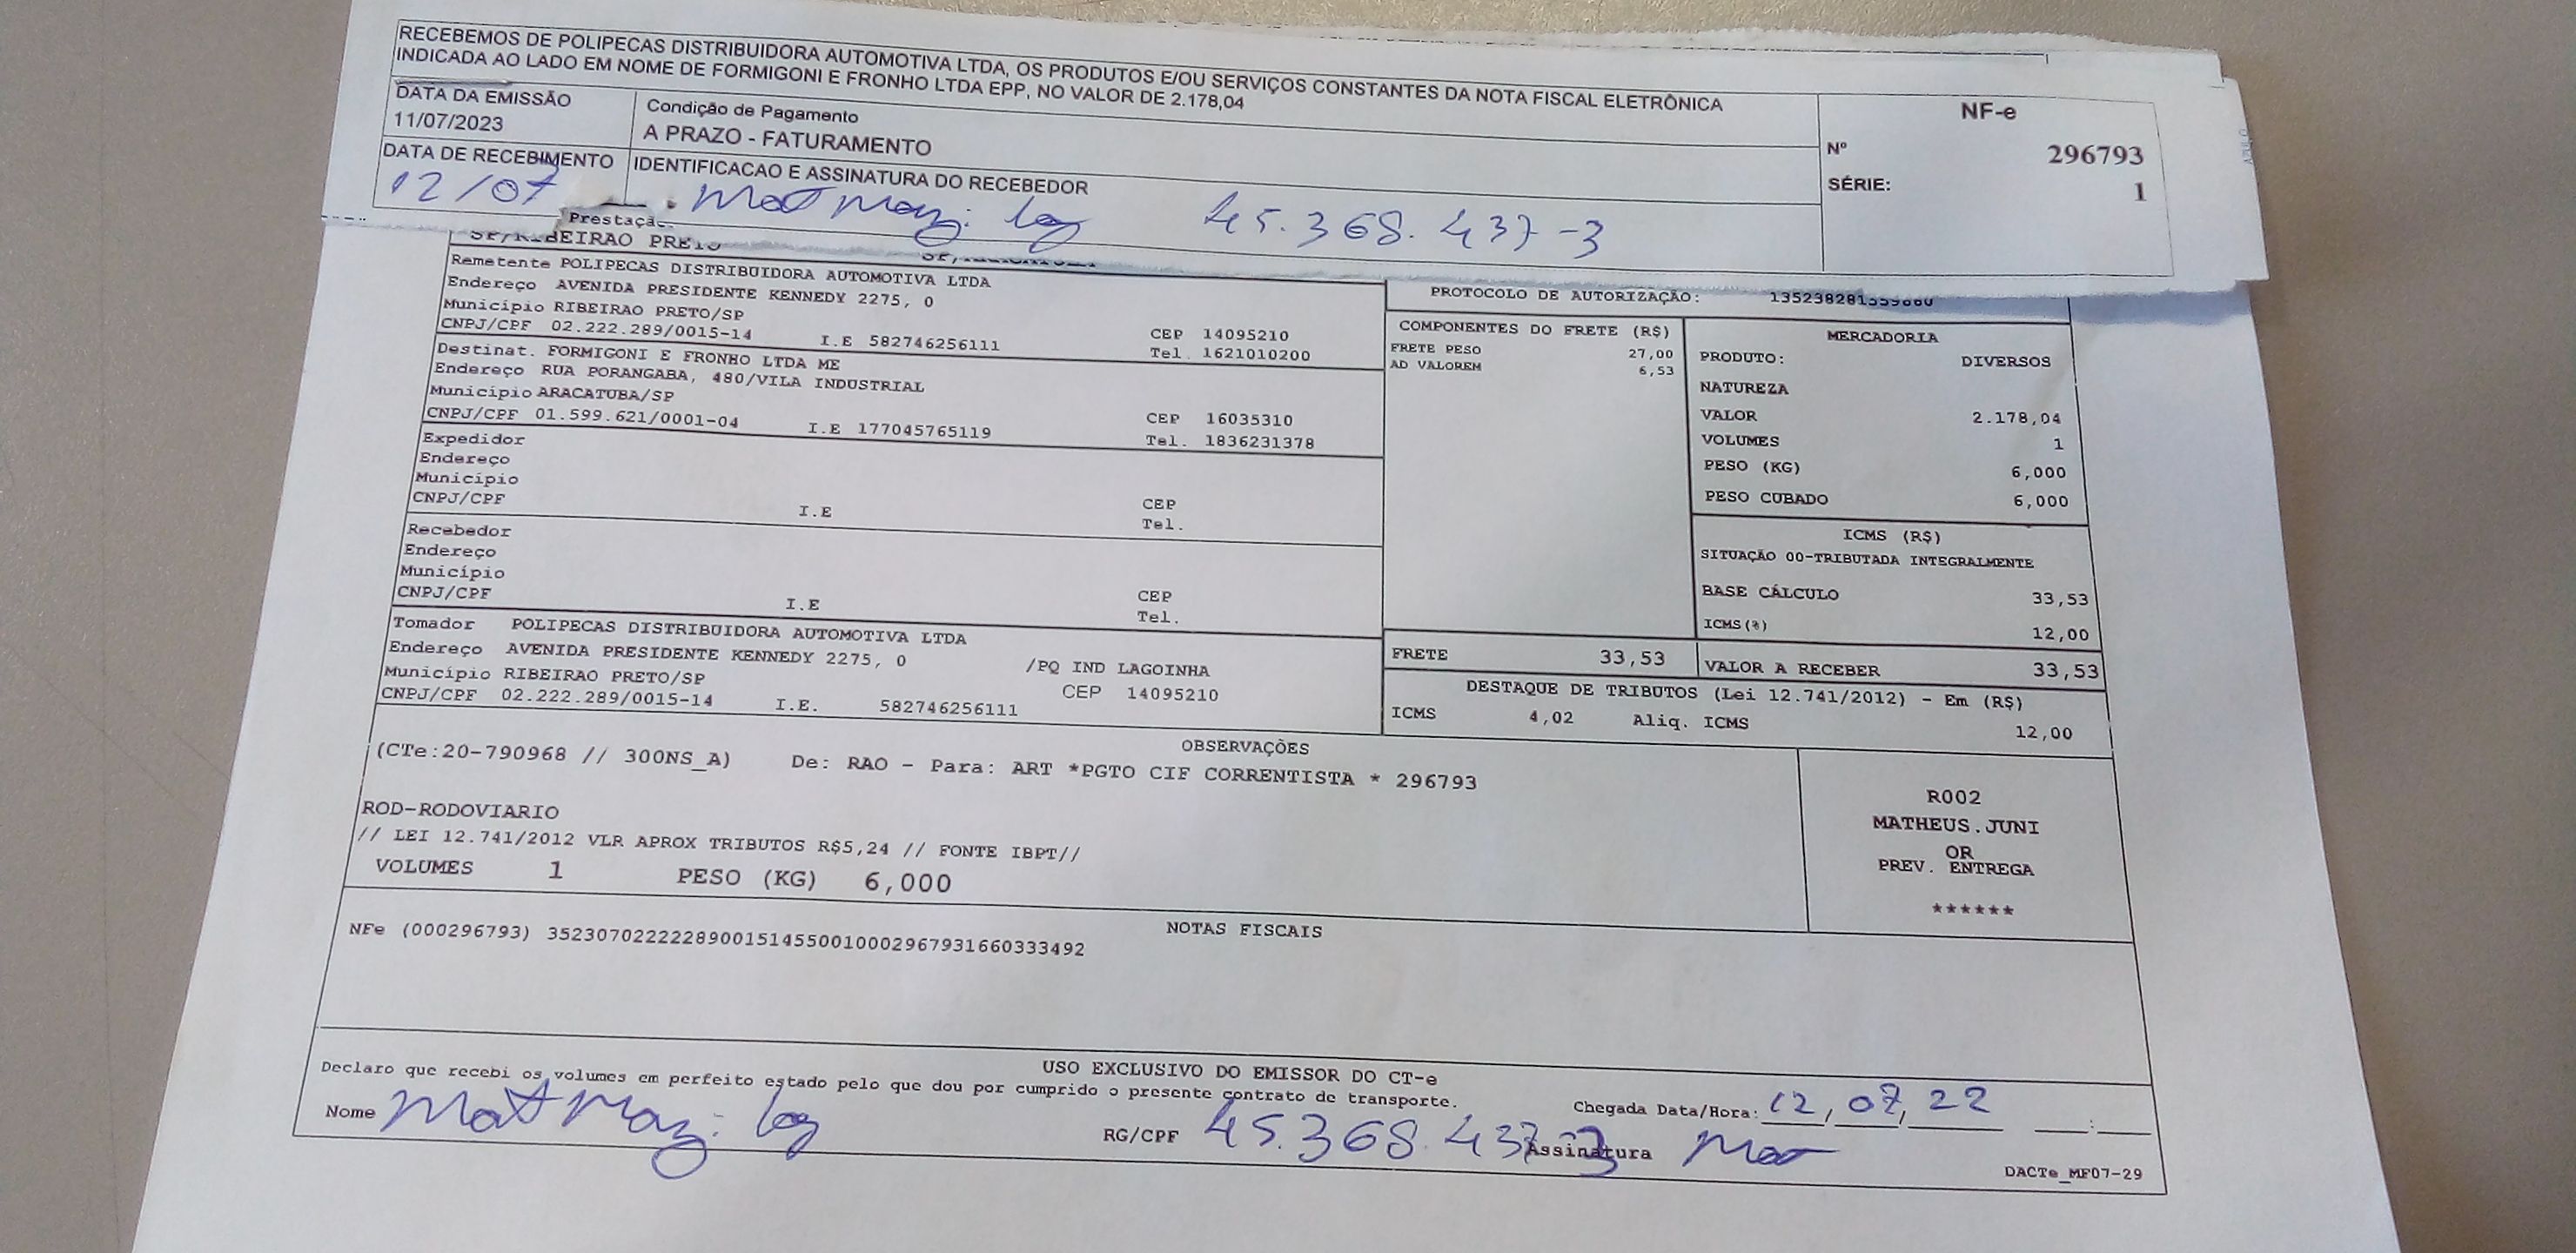 RECEBEMOS DE POLIPECAS DISTRIBUIDORA AUTOMOTIVA LTDA, OS PRODUTOS E/OU SERVIÇOS CONSTANTES DA NOTA FISCAL ELETRÔNICA
INDICADA AO LADO EM NOME DE FORMIGONI E FRONHO LTDA EPP, NO VALOR DE 2.178,04
DATA DA EMISSÃO
11/07/2023
Condição de Pagamento
A PRAZO - FATURAMENTO
DATA DE RECEBIMENTO
12/07
IDENTIFICACAO E ASSINATURA DO RECEBEDOR
45.368.437-3
NF-e
Nº 296793
SÉRIE: 1
SP/RIBEIRAO PRETO
Remetente POLIPECAS DISTRIBUIDORA AUTOMOTIVA LTDA
Endereço AVENIDA PRESIDENTE KENNEDY 2275, 0
Município RIBEIRAO PRETO/SP
CNPJ/CPF 02.222.289/0015-14 I.E 582746256111
CEP 14095210
Tel. 1621010200
Destinat. FORMIGONI E FRONHO LTDA ME
Endereço RUA PORANGABA, 480/VILA INDUSTRIAL
Município ARACATUBA/SP
CNPJ/CPF 01.599.621/0001-04 I.E 177045765119
CEP 16035310
Tel. 1836231378
Expedidor
Endereço
Município
CNPJ/CPF I.E
CEP
Tel.
Recebedor
Endereço
Município
CNPJ/CPF I.E
CEP
Tel.
Tomador POLIPECAS DISTRIBUIDORA AUTOMOTIVA LTDA
Endereço AVENIDA PRESIDENTE KENNEDY 2275, 0 /PQ IND LAGOINHA
Município RIBEIRAO PRETO/SP CEP 14095210
CNPJ/CPF 02.222.289/0015-14 I.E. 582746256111
PROTOCOLO DE AUTORIZAÇÃO:
COMPONENTES DO FRETE (R$)
FRETE PESO 27,00
AD VALOREM 6,53
MERCADORIA
PRODUTO: DIVERSOS
NATUREZA
VALOR 2.178,04
VOLUMES 1
PESO (KG) 6,000
PESO CUBADO 6,000
ICMS (R$)
SITUAÇÃO 00-TRIBUTADA INTEGRALMENTE
BASE CÁLCULO 33,53
ICMS(%) 12,00
FRETE 33,53
VALOR A RECEBER 33,53
DESTAQUE DE TRIBUTOS (Lei 12.741/2012) - Em (R$)
ICMS 4,02 Aliq. ICMS 12,00
OBSERVAÇÕES
(CTe:20-790968 // 300NS_A) De: RAO - Para: ART *PGTO CIF CORRENTISTA * 296793
ROD-RODOVIARIO
// LEI 12.741/2012 VLR APROX TRIBUTOS R$5,24 // FONTE IBPT//
VOLUMES 1 PESO (KG) 6,000
R002
MATHEUS.JUNI
OR
PREV. ENTREGA
******
NOTAS FISCAIS
NFe (000296793) 35230702222289001514550010002967931660333492
USO EXCLUSIVO DO EMISSOR DO CT-e
Declaro que recebi os volumes em perfeito estado pelo que dou por cumprido o presente contrato de transporte.
Nome
RG/CPF 45.368.437-3
Chegada Data/Hora: 12/07/22 __:__
Assinatura
DACTe_MF07-29